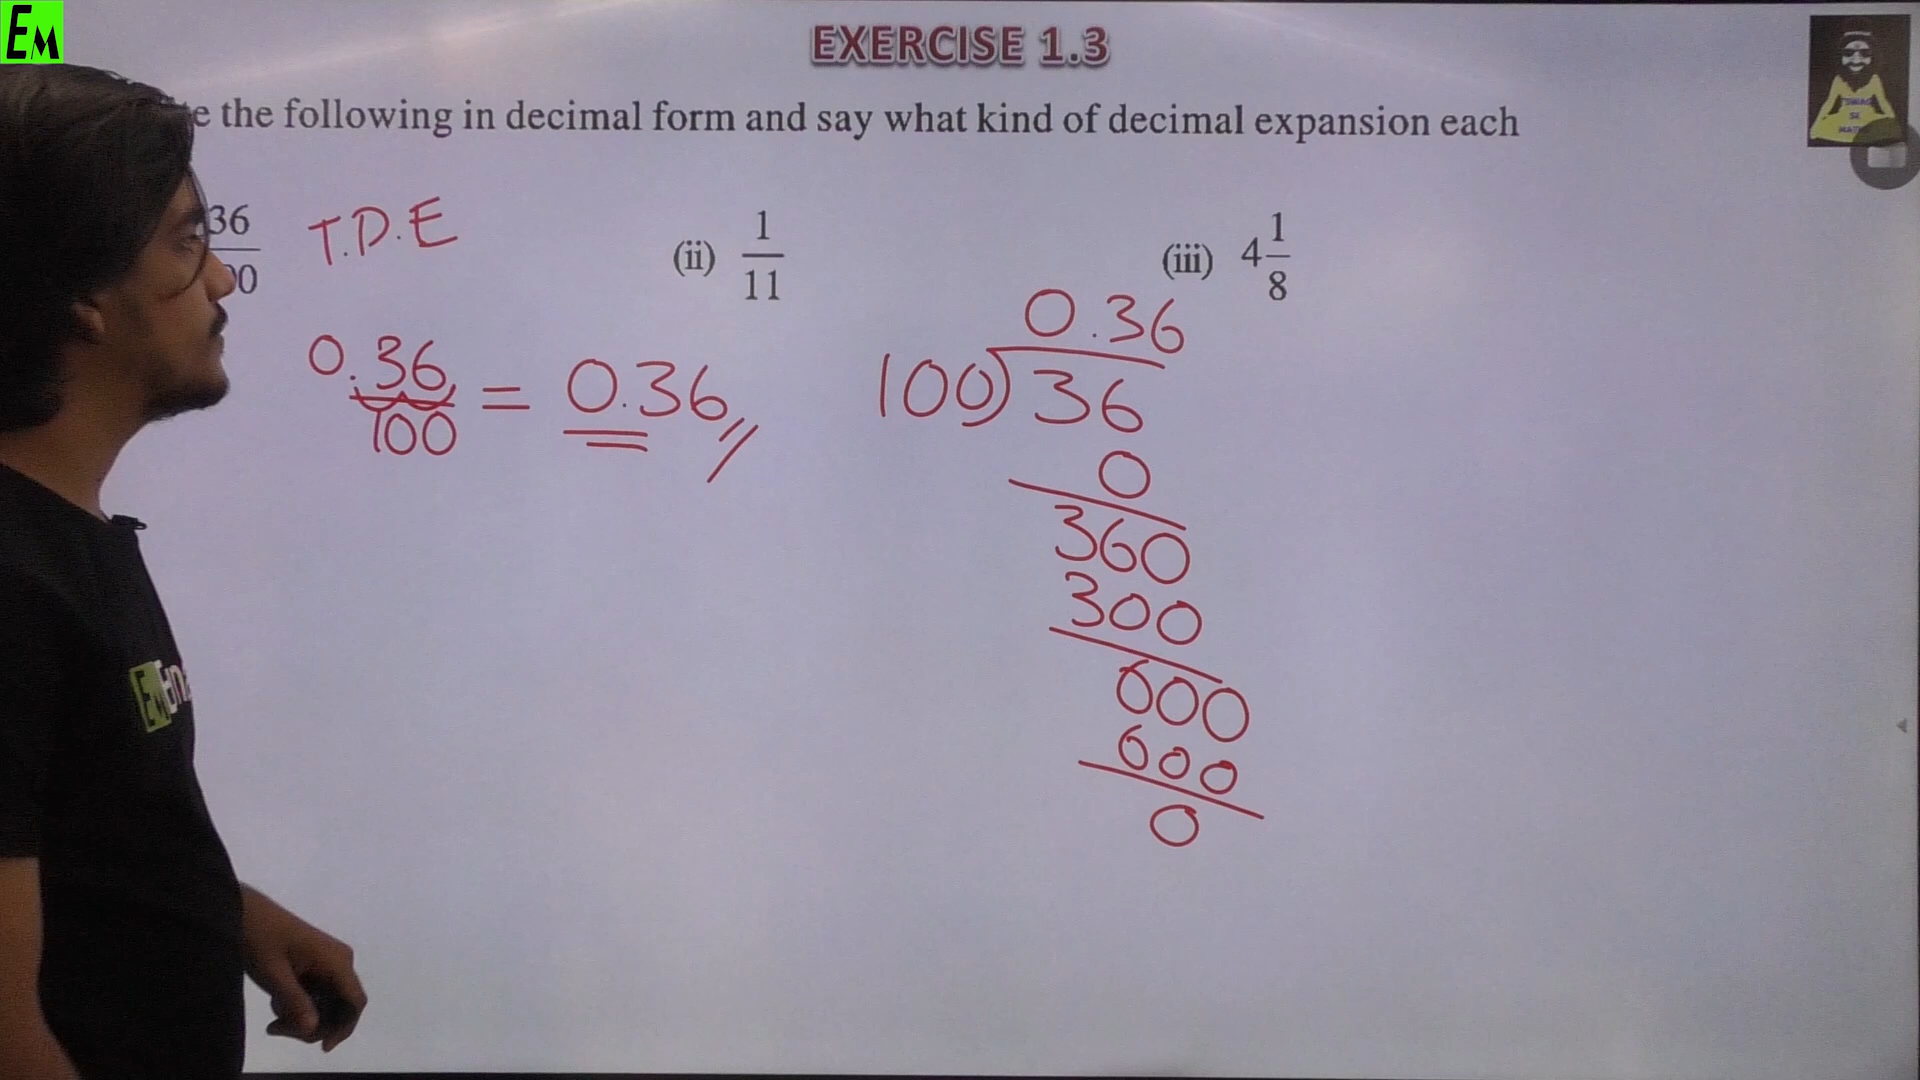 EM
EXERCISE 1.3
e the following in decimal form and say what kind of decimal expansion each
36 T.D.E (ii) 1/11 (iii) 4 1/8
00
0.36/100 = 0.36
0.36
100)36
0
360
300
600
600
0
SE